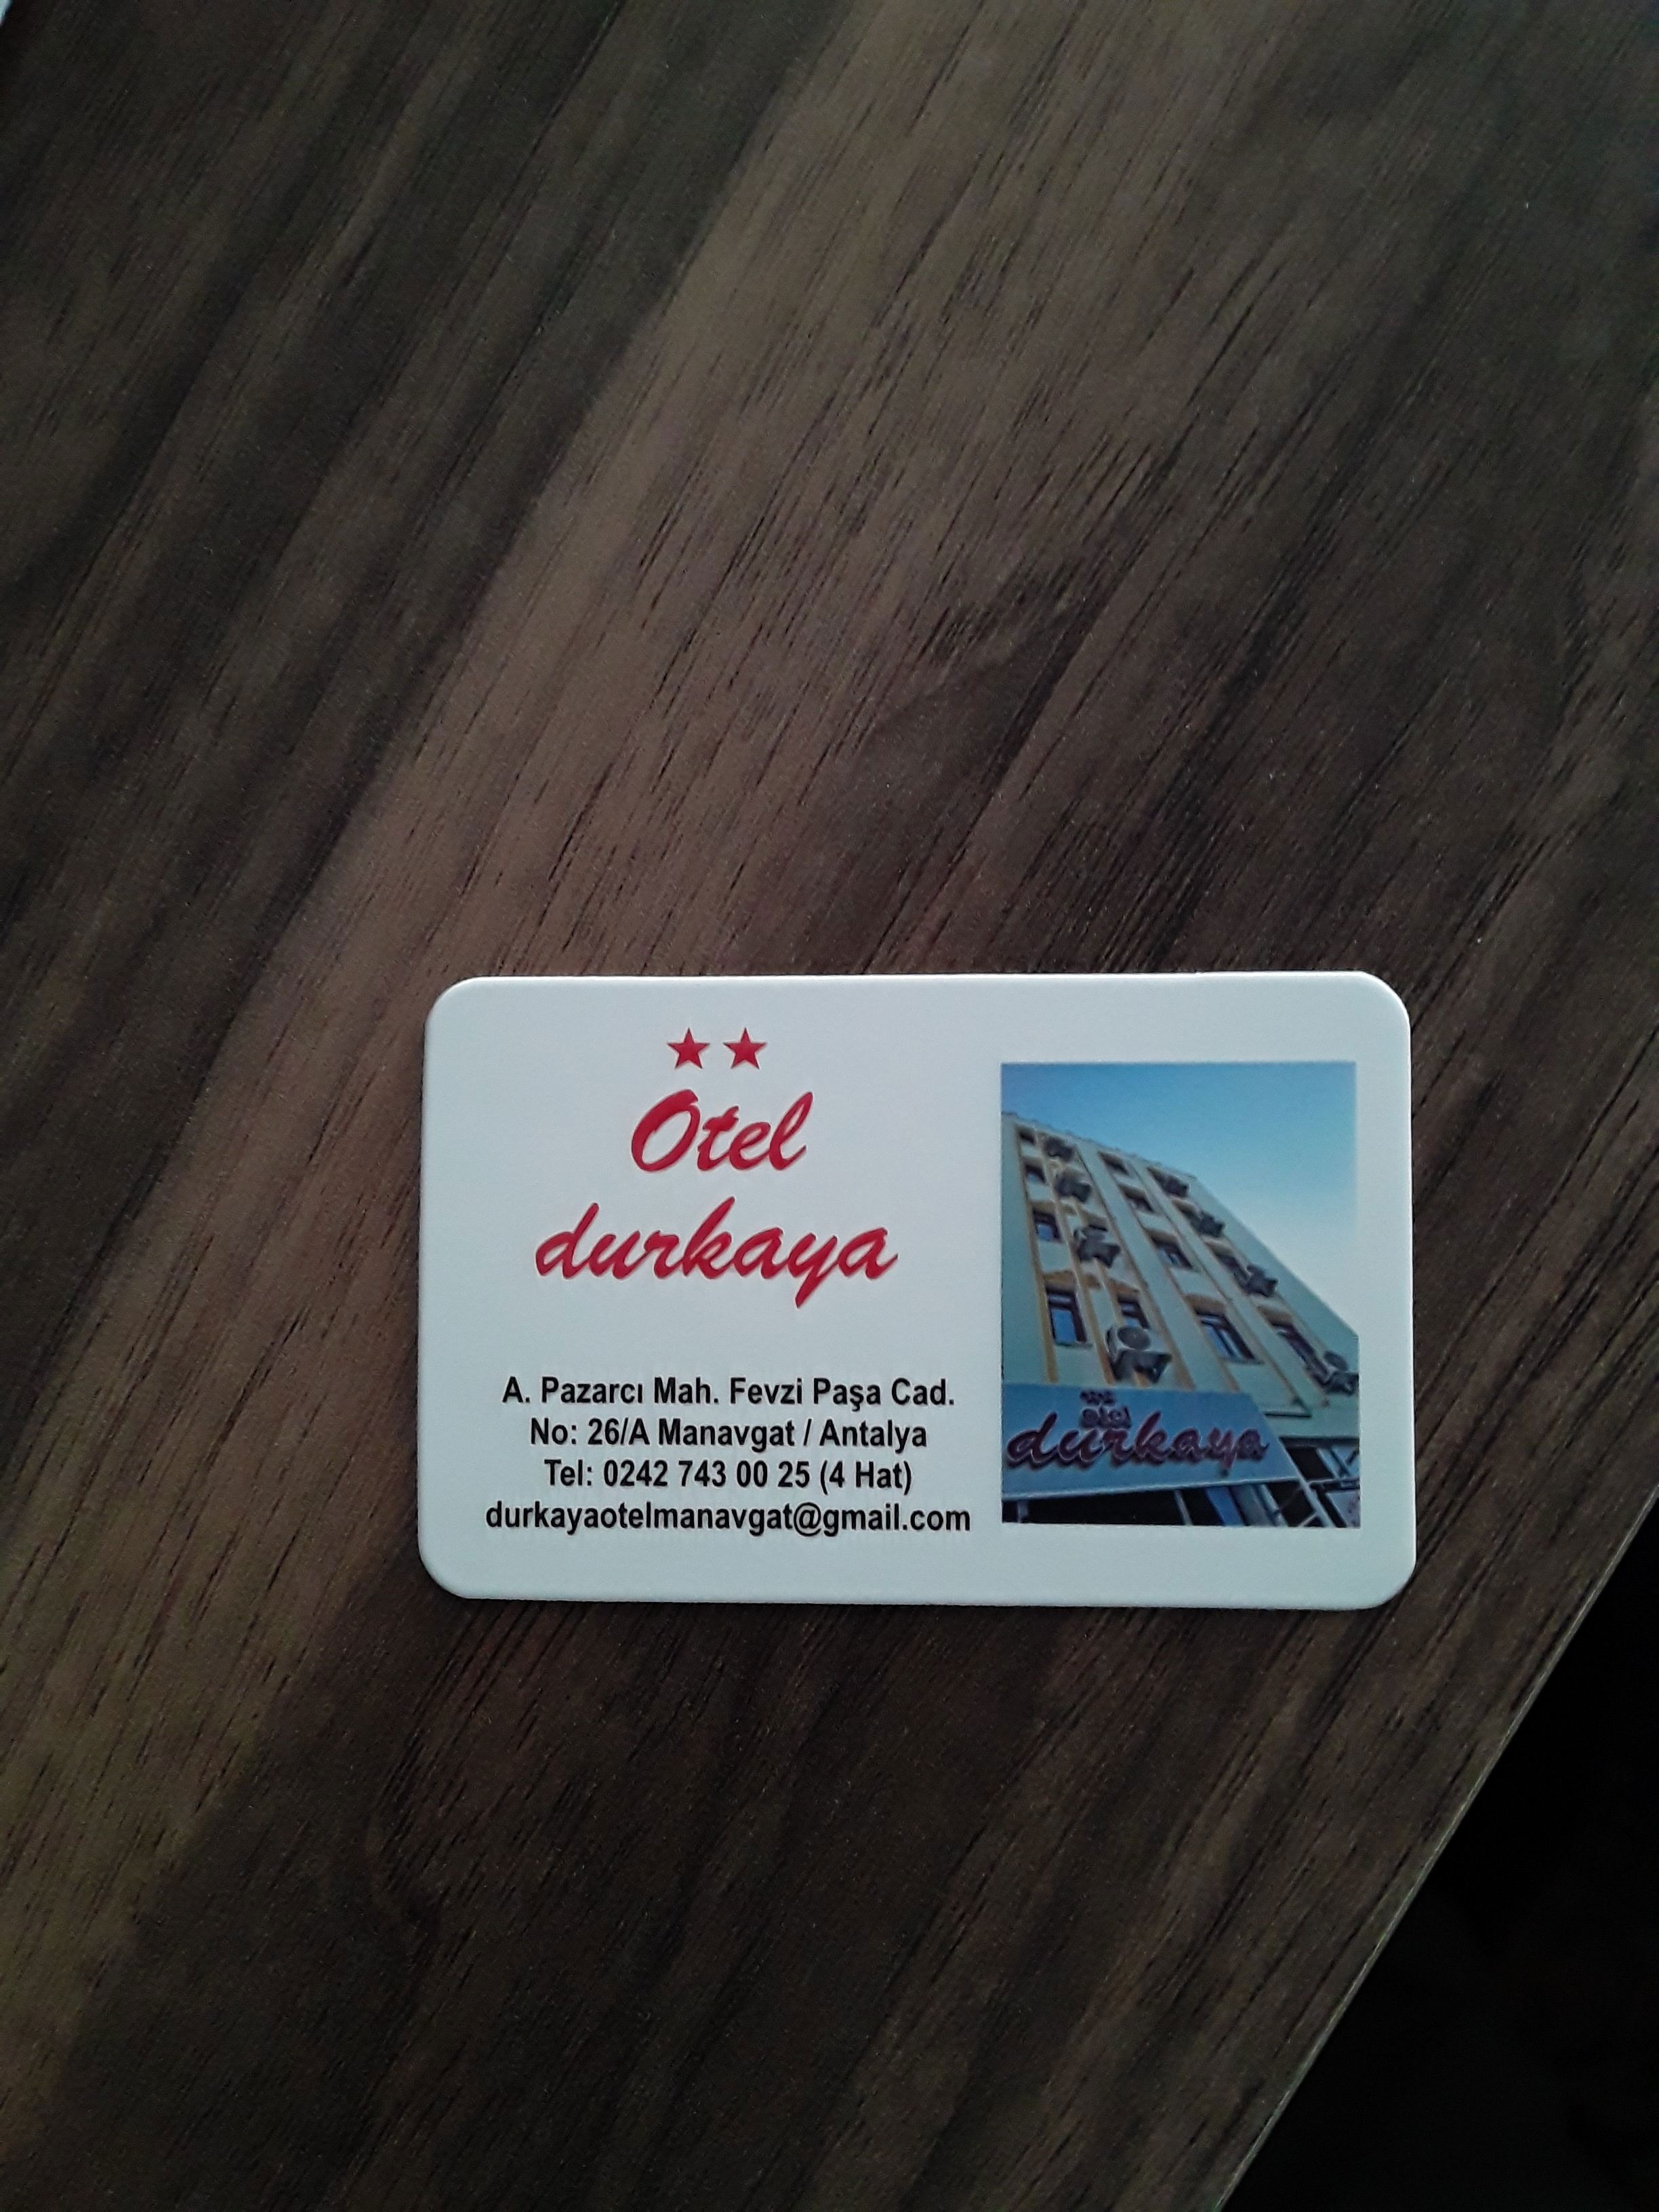 Otel
durkaya
A. Pazarcı Mah. Fevzi Paşa Cad.
No: 26/A Manavgat / Antalya
Tel: 0242 743 00 25 (4 Hat)
durkayaotelmanavgat@gmail.com
otel
durkaya